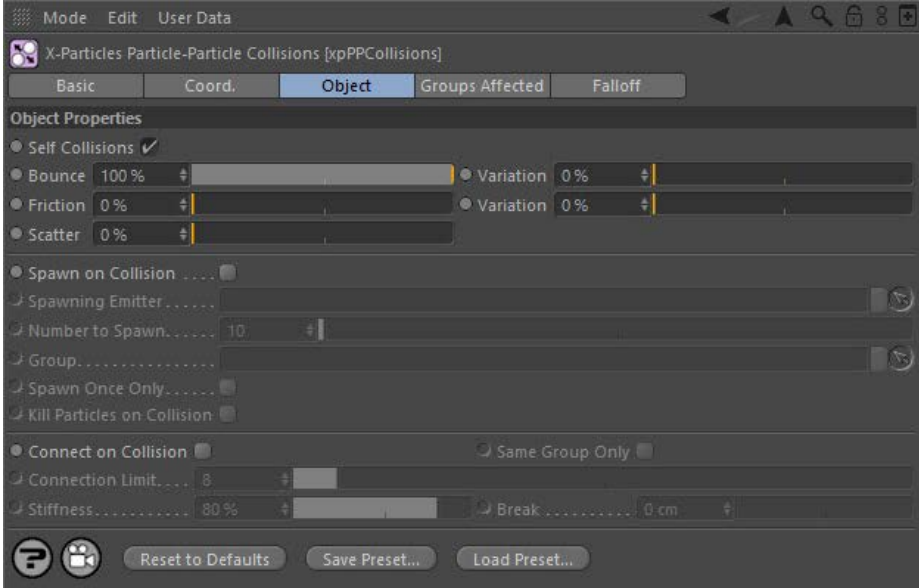 Mode Edit User Data
X-Particles Particle-Particle Collisions [xpPPCollisions]
Basic Coord. Object Groups Affected Falloff
Object Properties
Self Collisions
Bounce 100 % Variation 0 %
Friction 0 % Variation 0 %
Scatter 0 %
Spawn on Collision ....
Spawning Emitter......
Number to Spawn...... 10
Group...............
Spawn Once Only......
Kill Particles on Collision
Connect on Collision Same Group Only
Connection Limit.... 8
Stiffness.......... 80 % Break .......... 0 cm
Reset to Defaults Save Preset... Load Preset...